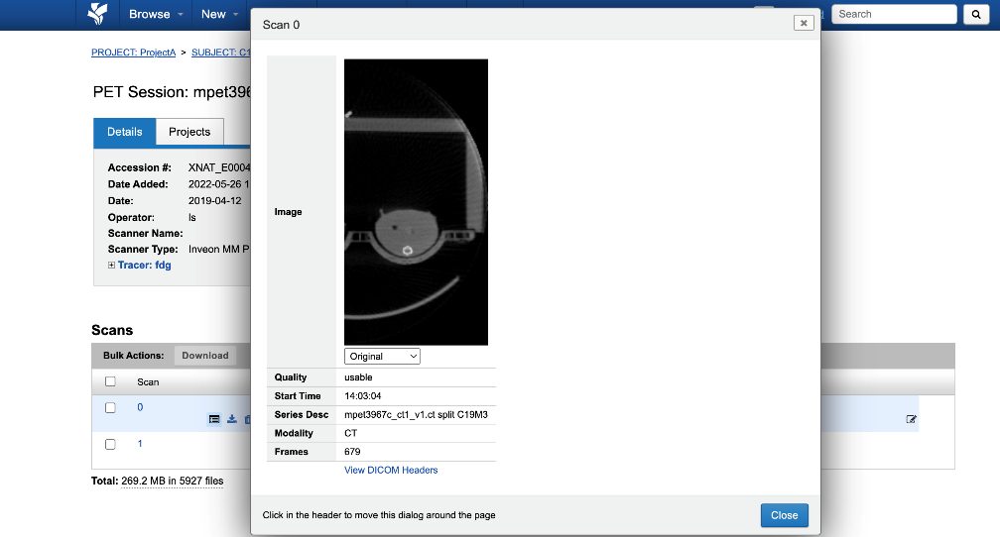 Browse New
Search
Scan 0
PROJECT: ProjectA > SUBJECT: C1
PET Session: mpet396
Details Projects
Accession #: XNAT_E0004
Date Added: 2022-05-26 1
Date: 2019-04-12
Operator: ls
Scanner Name:
Scanner Type: Inveon MM P
Tracer: fdg
Scans
Bulk Actions: Download
Scan
0
1
Total: 269.2 MB in 5927 files
Image
Original
Quality usable
Start Time 14:03:04
Series Desc mpet3967c_ct1_v1.ct split C19M3
Modality CT
Frames 679
View DICOM Headers
Click in the header to move this dialog around the page
Close